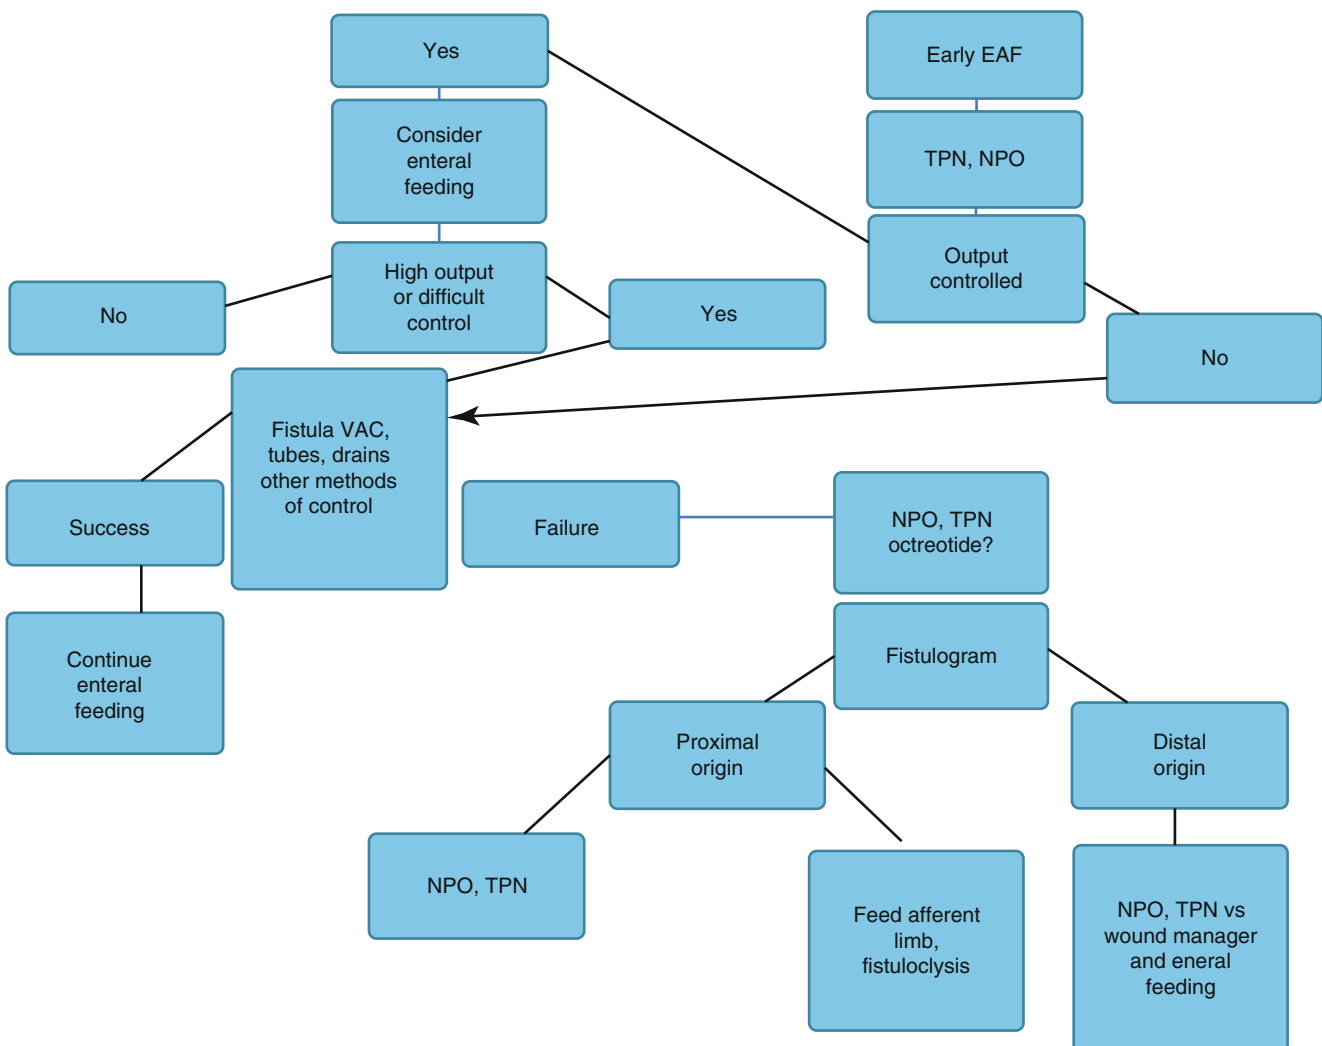 Yes
Early EAF
Consider
enteral
feeding
TPN, NPO
Output
controlled
High output
or difficult
control
No
Yes
No
Fistula VAC,
tubes, drains
other methods
of control
Success
Failure
NPO, TPN
octreotide?
Continue
enteral
feeding
Fistulogram
Proximal
origin
Distal
origin
NPO, TPN
Feed afferent
limb,
fistuloclysis
NPO, TPN vs
wound manager
and eneral
feeding